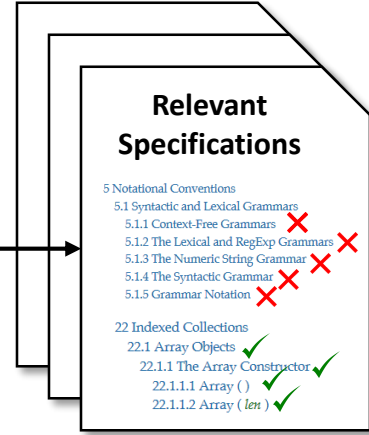 Relevant
Specifications
5 Notational Conventions
5.1 Syntactic and Lexical Grammars
5.1.1 Context-Free Grammars
5.1.2 The Lexical and RegExp Grammars
5.1.3 The Numeric String Grammar
5.1.4 The Syntactic Grammar
5.1.5 Grammar Notation
22 Indexed Collections
22.1 Array Objects
22.1.1 The Array Constructor
22.1.1.1 Array ( )
22.1.1.2 Array ( len )